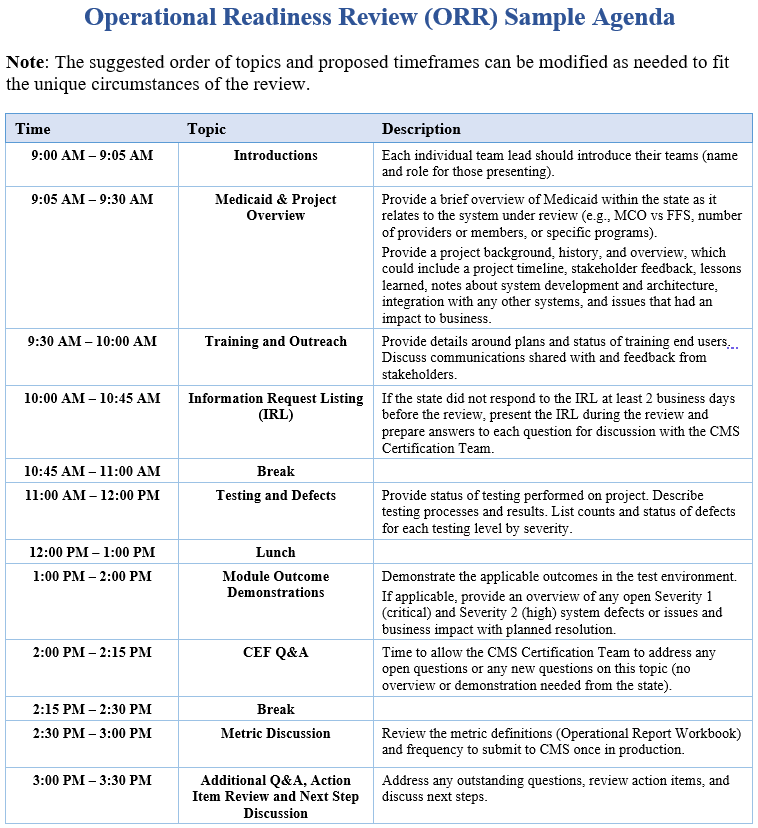 Operational Readiness Review (ORR) Sample Agenda
Note: The suggested order of topics and proposed timeframes can be modified as needed to fit
the unique circumstances of the review.
Time Topic Description
9:00 AM – 9:05 AM Introductions Each individual team lead should introduce their teams (name
and role for those presenting).
9:05 AM – 9:30 AM Medicaid & Project Provide a brief overview of Medicaid within the state as it
Overview relates to the system under review (e.g., MCO vs FFS, number
of providers or members, or specific programs).
Provide a project background, history, and overview, which
could include a project timeline, stakeholder feedback, lessons
learned, notes about system development and architecture,
integration with any other systems, and issues that had an
impact to business.
9:30 AM – 10:00 AM Training and Outreach Provide details around plans and status of training end users.
Discuss communications shared with and feedback from
stakeholders.
10:00 AM – 10:45 AM Information Request Listing If the state did not respond to the IRL at least 2 business days
(IRL) before the review, present the IRL during the review and
prepare answers to each question for discussion with the CMS
Certification Team.
10:45 AM – 11:00 AM Break
11:00 AM – 12:00 PM Testing and Defects Provide status of testing performed on project. Describe
testing processes and results. List counts and status of defects
for each testing level by severity.
12:00 PM – 1:00 PM Lunch
1:00 PM – 2:00 PM Module Outcome Demonstrate the applicable outcomes in the test environment.
Demonstrations If applicable, provide an overview of any open Severity 1
(critical) and Severity 2 (high) system defects or issues and
business impact with planned resolution.
2:00 PM – 2:15 PM CEF Q&A Time to allow the CMS Certification Team to address any
open questions or any new questions on this topic (no
overview or demonstration needed from the state).
2:15 PM – 2:30 PM Break
2:30 PM – 3:00 PM Metric Discussion Review the metric definitions (Operational Report Workbook)
and frequency to submit to CMS once in production.
3:00 PM – 3:30 PM Additional Q&A, Action Address any outstanding questions, review action items, and
Item Review and Next Step discuss next steps.
Discussion